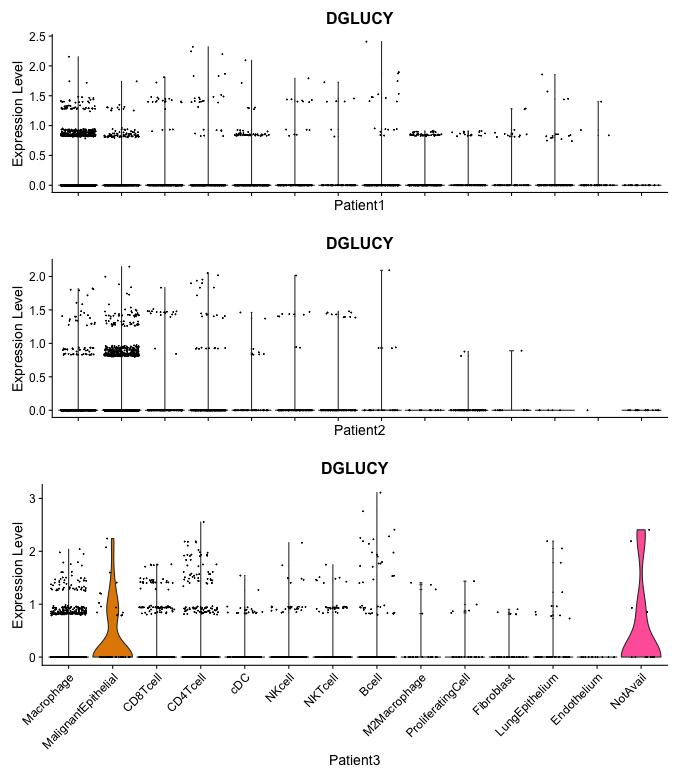 DGLUCY
Expression Level
2.5
2.0
1.5
1.0
0.5
0.0
Patient1
DGLUCY
Expression Level
2.0
1.5
1.0
0.5
0.0
Patient2
DGLUCY
Expression Level
3
2
1
0
Macrophage
MalignantEpithelial
CD8Tcell
CD4Tcell
cDC
NKcell
NKTcell
Bcell
M2Macrophage
ProliferatingCell
Fibroblast
LungEpithelium
Endothelium
NotAvail
Patient3